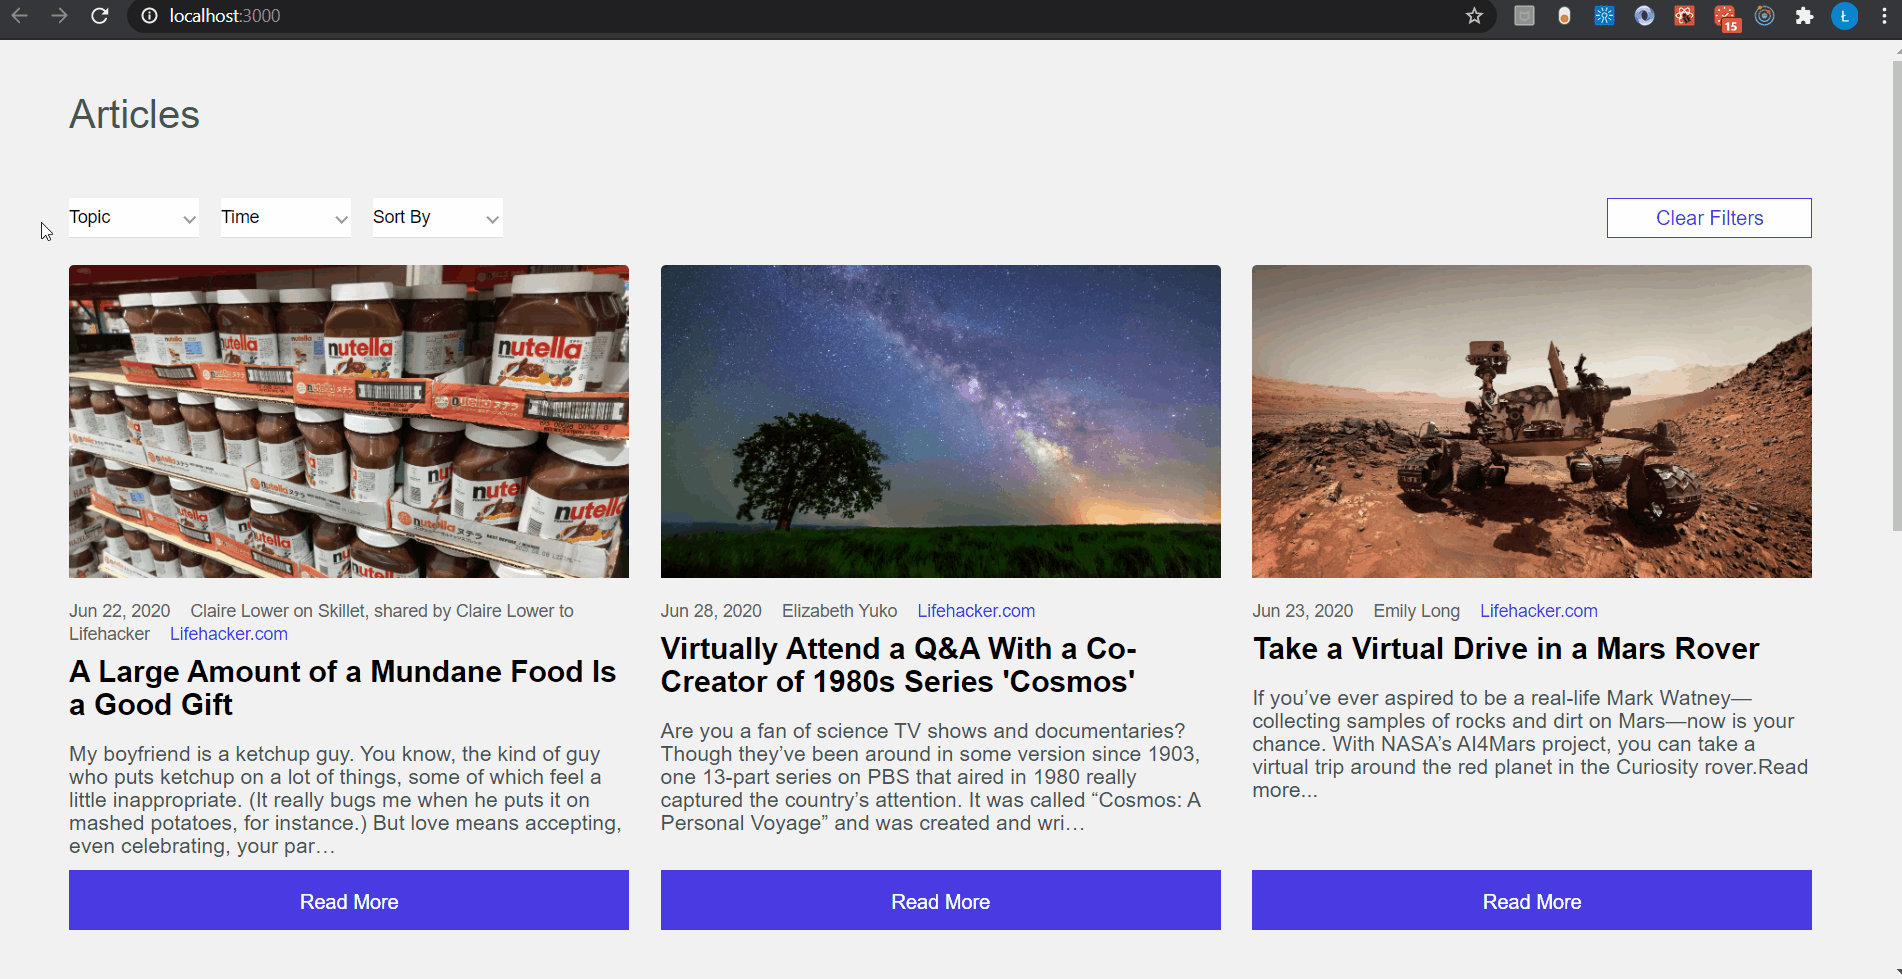 localhost:3000
15
Ł
Articles
Topic
Time
Sort By
Clear Filters
nutella
nutella
nutella
nutella
nutella
nutella
nutella
nutella
Jun 22, 2020 Claire Lower on Skillet, shared by Claire Lower to
Lifehacker Lifehacker.com
A Large Amount of a Mundane Food Is
a Good Gift
My boyfriend is a ketchup guy. You know, the kind of guy
who puts ketchup on a lot of things, some of which feel a
little inappropriate. (It really bugs me when he puts it on
mashed potatoes, for instance.) But love means accepting,
even celebrating, your par…
Read More
Jun 28, 2020 Elizabeth Yuko Lifehacker.com
Virtually Attend a Q&A With a Co-
Creator of 1980s Series 'Cosmos'
Are you a fan of science TV shows and documentaries?
Though they’ve been around in some version since 1903,
one 13-part series on PBS that aired in 1980 really
captured the country’s attention. It was called “Cosmos: A
Personal Voyage” and was created and wri…
Read More
Jun 23, 2020 Emily Long Lifehacker.com
Take a Virtual Drive in a Mars Rover
If you’ve ever aspired to be a real-life Mark Watney—
collecting samples of rocks and dirt on Mars—now is your
chance. With NASA’s AI4Mars project, you can take a
virtual trip around the red planet in the Curiosity rover.Read
more...
Read More